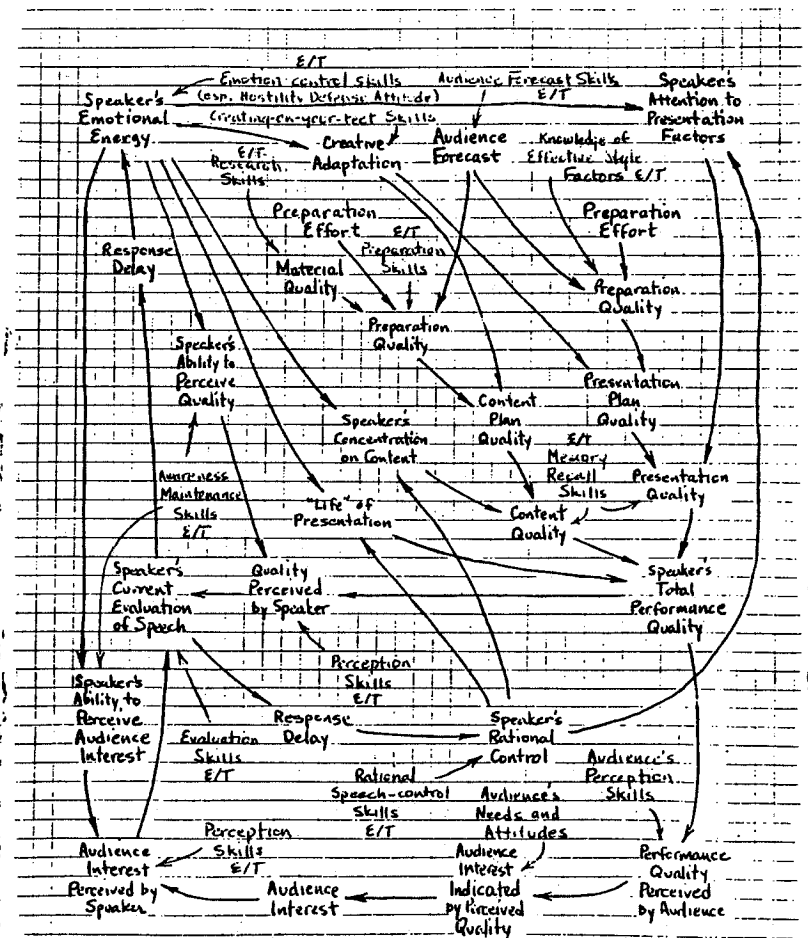 E/T
Emotion control Skills
(esp. Hostility Defense Attitude)
Creating-on-your-feet Skills
Audience Forecast Skills
E/T
Speaker's
Attention to
Presentation
Factors
Speaker's
Emotional
Energy
E/T
Research
Skills
Creative
Adaptation
Audience
Forecast
Knowledge of
Effective Style
Factors E/T
Preparation
Effort
E/T
Preparation
Skills
Preparation
Effort
Response
Delay
Material
Quality
Preparation
Quality
Preparation
Quality
Speaker's
Ability to
Perceive
Quality
Presentation
Plan
Quality
Content
Plan
Quality
Speaker's
Concentration
on Content
E/T
Memory
Recall
Skills
Presentation
Quality
Awareness
Maintenance
Skills
E/T
"Life" of
Presentation
Content
Quality
Speaker's
Current
Evaluation
of Speech
Quality
Perceived
by Speaker
Speaker's
Total
Performance
Quality
Perception
Skills
E/T
Speaker's
Ability to
Perceive
Audience
Interest
Evaluation
Skills
E/T
Response
Delay
Speaker's
Rational
Control
Rational
Speech-control
Skills
E/T
Audience's
Needs and
Attitudes
Audience's
Perception
Skills
Perception
Skills
E/T
Audience
Interest
Perceived by
Speaker
Audience
Interest
Audience
Interest
Indicated
by Perceived
Quality
Performance
Quality
Perceived
by Audience